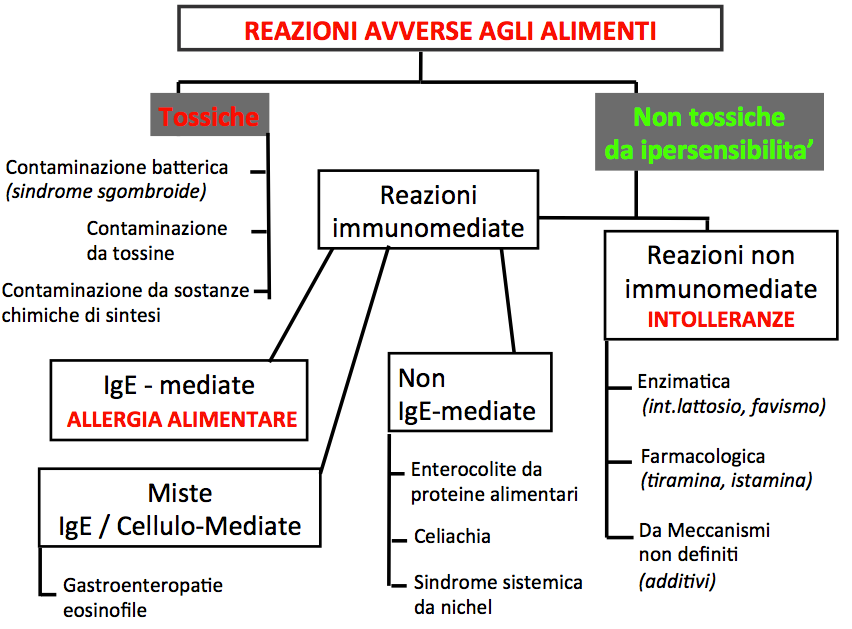 REAZIONI AVVERSE AGLI ALIMENTI
Tossiche
Contaminazione batterica
(sindrome sgombroide)
Contaminazione
da tossine
Contaminazione da sostanze
chimiche di sintesi
Non tossiche
da ipersensibilita’
Reazioni
immunomediate
Reazioni non
immunomediate
INTOLLERANZE
IgE - mediate
ALLERGIA ALIMENTARE
Miste
IgE / Cellulo-Mediate
Gastroenteropatie
eosinofile
Non
IgE-mediate
Enterocolite da
proteine alimentari
Celiachia
Sindrome sistemica
da nichel
Enzimatica
(int.lattosio, favismo)
Farmacologica
(tiramina, istamina)
Da Meccanismi
non definiti
(additivi)